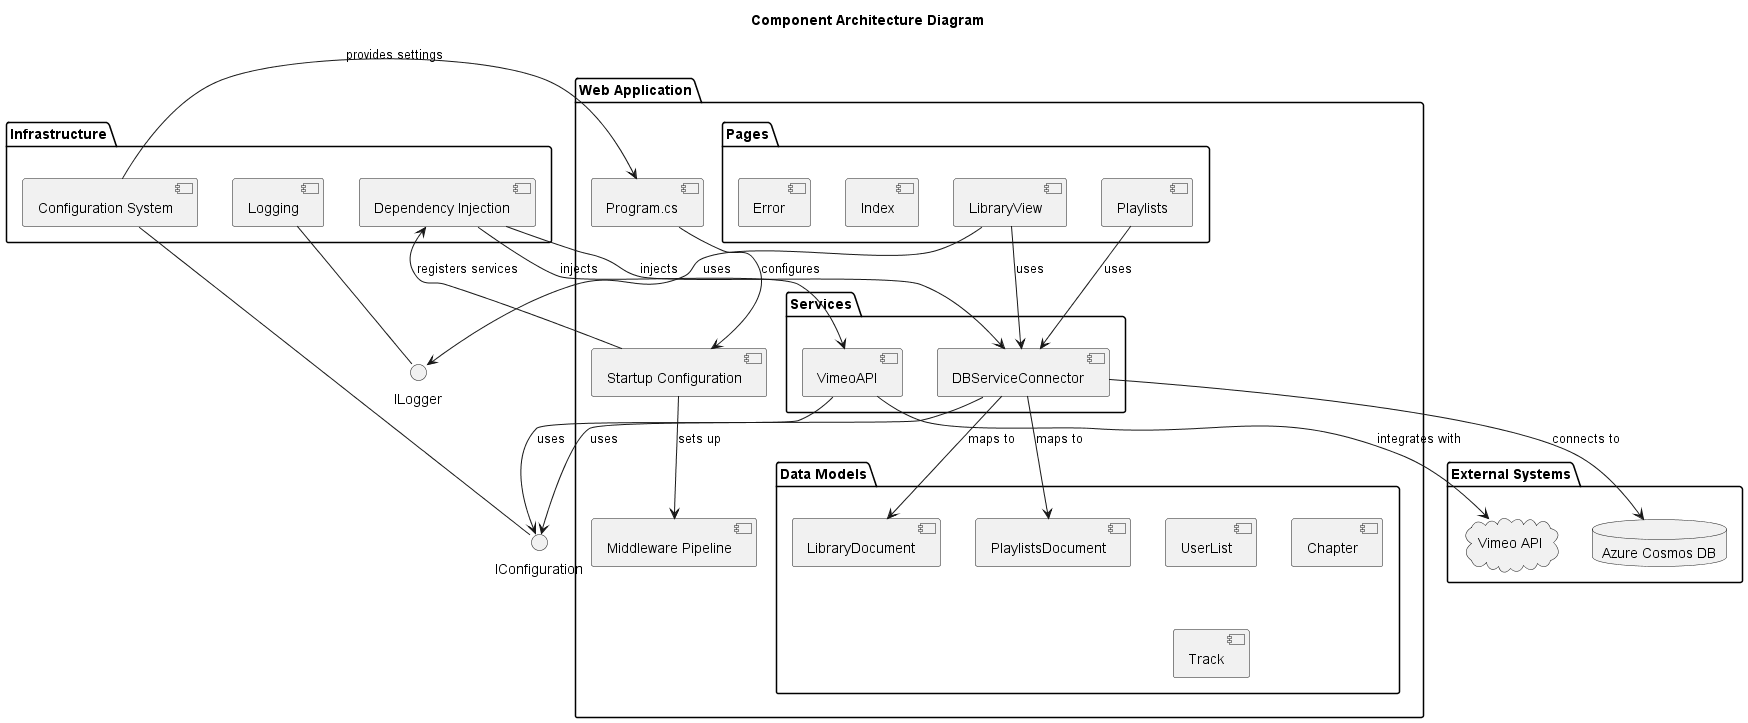 Component Architecture Diagram
provides settings
Web Application
Infrastructure
Pages
Configuration System
Logging
Dependency Injection
Program.cs
Error
Index
LibraryView
Playlists
registers services
injects
injects
uses
configures
uses
uses
Services
Startup Configuration
VimeoAPI
DBServiceConnector
ILogger
uses
uses
sets up
maps to
maps to
integrates with
connects to
Data Models
External Systems
Middleware Pipeline
LibraryDocument
PlaylistsDocument
UserList
Chapter
Vimeo API
Azure Cosmos DB
IConfiguration
Track